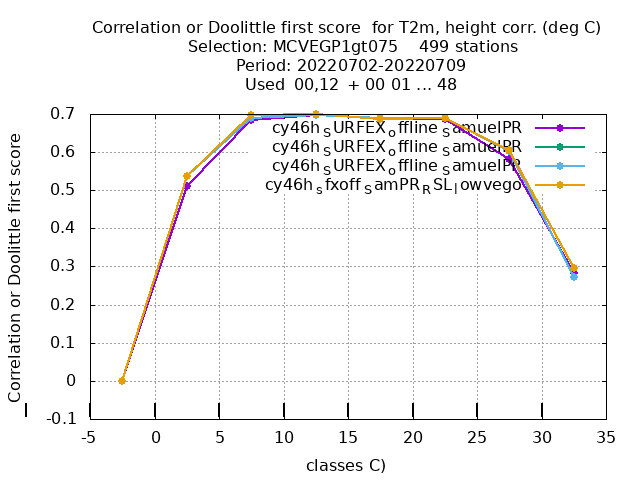 Correlation or Doolittle first score  for T2m, height corr. (deg C)
Selection: MCVEGP1gt075    499 stations
Period: 20220702-20220709
Used  00,12  + 00 01 ... 48
cy46hSURFEXofflineSamuelPR
cy46hSURFEXofflineSamuelPR
cy46hSURFEXofflineSamuelPR
cy46hsfxoffSamPRRSLlowvego
0.7
0.6
0.5
0.4
0.3
0.2
0.1
0
-0.1
Correlation or Doolittle first score
-5 0 5 10 15 20 25 30 35
classes C)